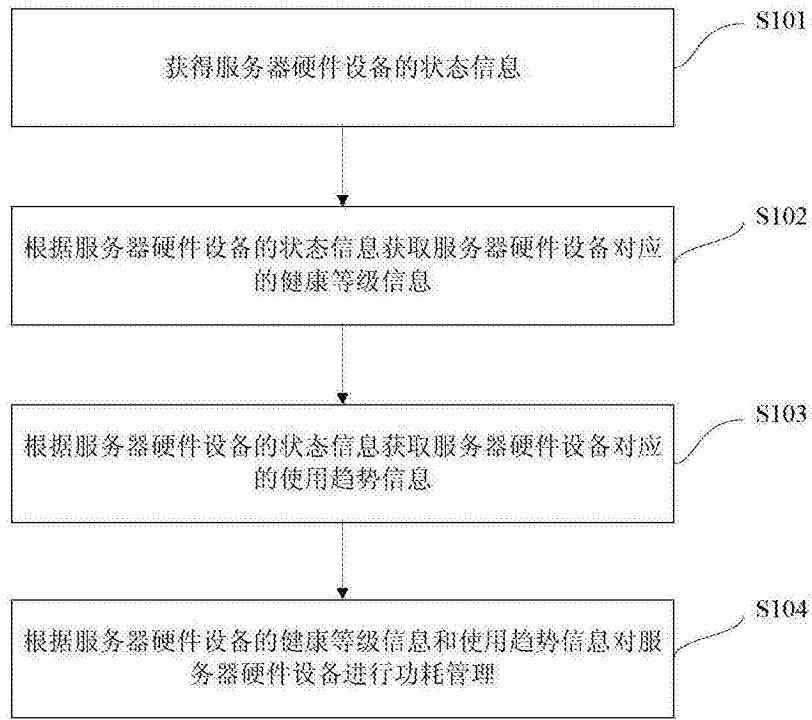 S101
获得服务器硬件设备的状态信息
S102
根据服务器硬件设备的状态信息获取服务器硬件设备对应
的健康等级信息
S103
根据服务器硬件设备的状态信息获取服务器硬件设备对应
的使用趋势信息
S104
根据服务器硬件设备的健康等级信息和使用趋势信息对服
务器硬件设备进行功耗管理